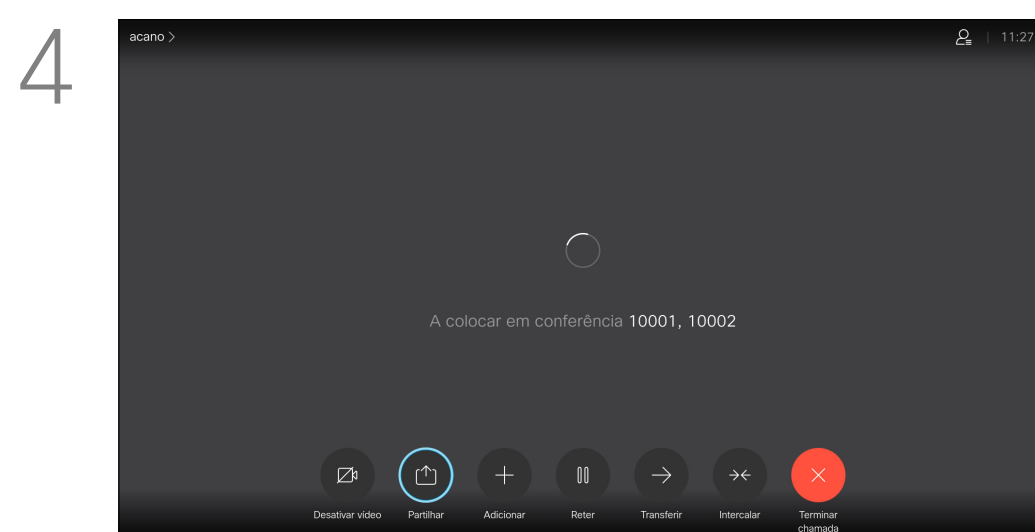 4
acano >
11:27
A colocar em conferência 10001, 10002
Desativar vídeo
Partilhar
Adicionar
Reter
Transferir
Intercalar
Terminar
chamada